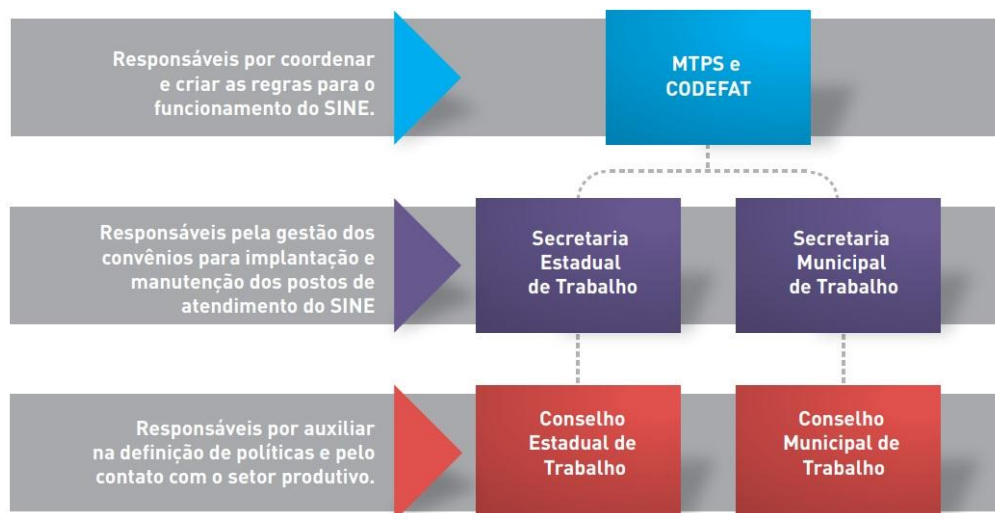 Responsáveis por coordenar
e criar as regras para o
funcionamento do SINE.
MTPS e
CODEFAT
Responsáveis pela gestão dos
convênios para implantação e
manutenção dos postos de
atendimento do SINE
Secretaria
Estadual
de Trabalho
Secretaria
Municipal
de Trabalho
Responsáveis por auxiliar
na definição de políticas e pelo
contato com o setor produtivo.
Conselho
Estadual de
Trabalho
Conselho
Municipal de
Trabalho